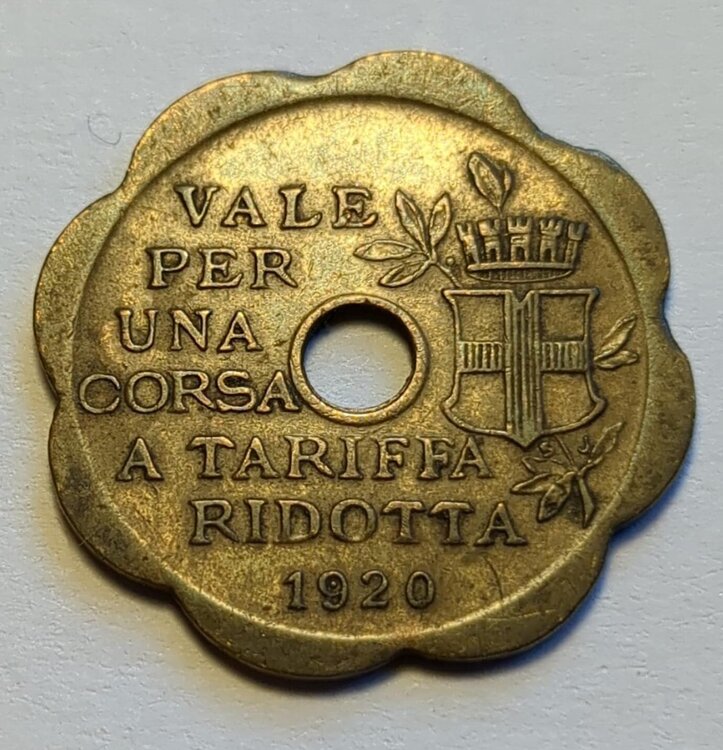 VALE
PER
UNA
CORSA
A TARIFFA
RIDOTTA
1920